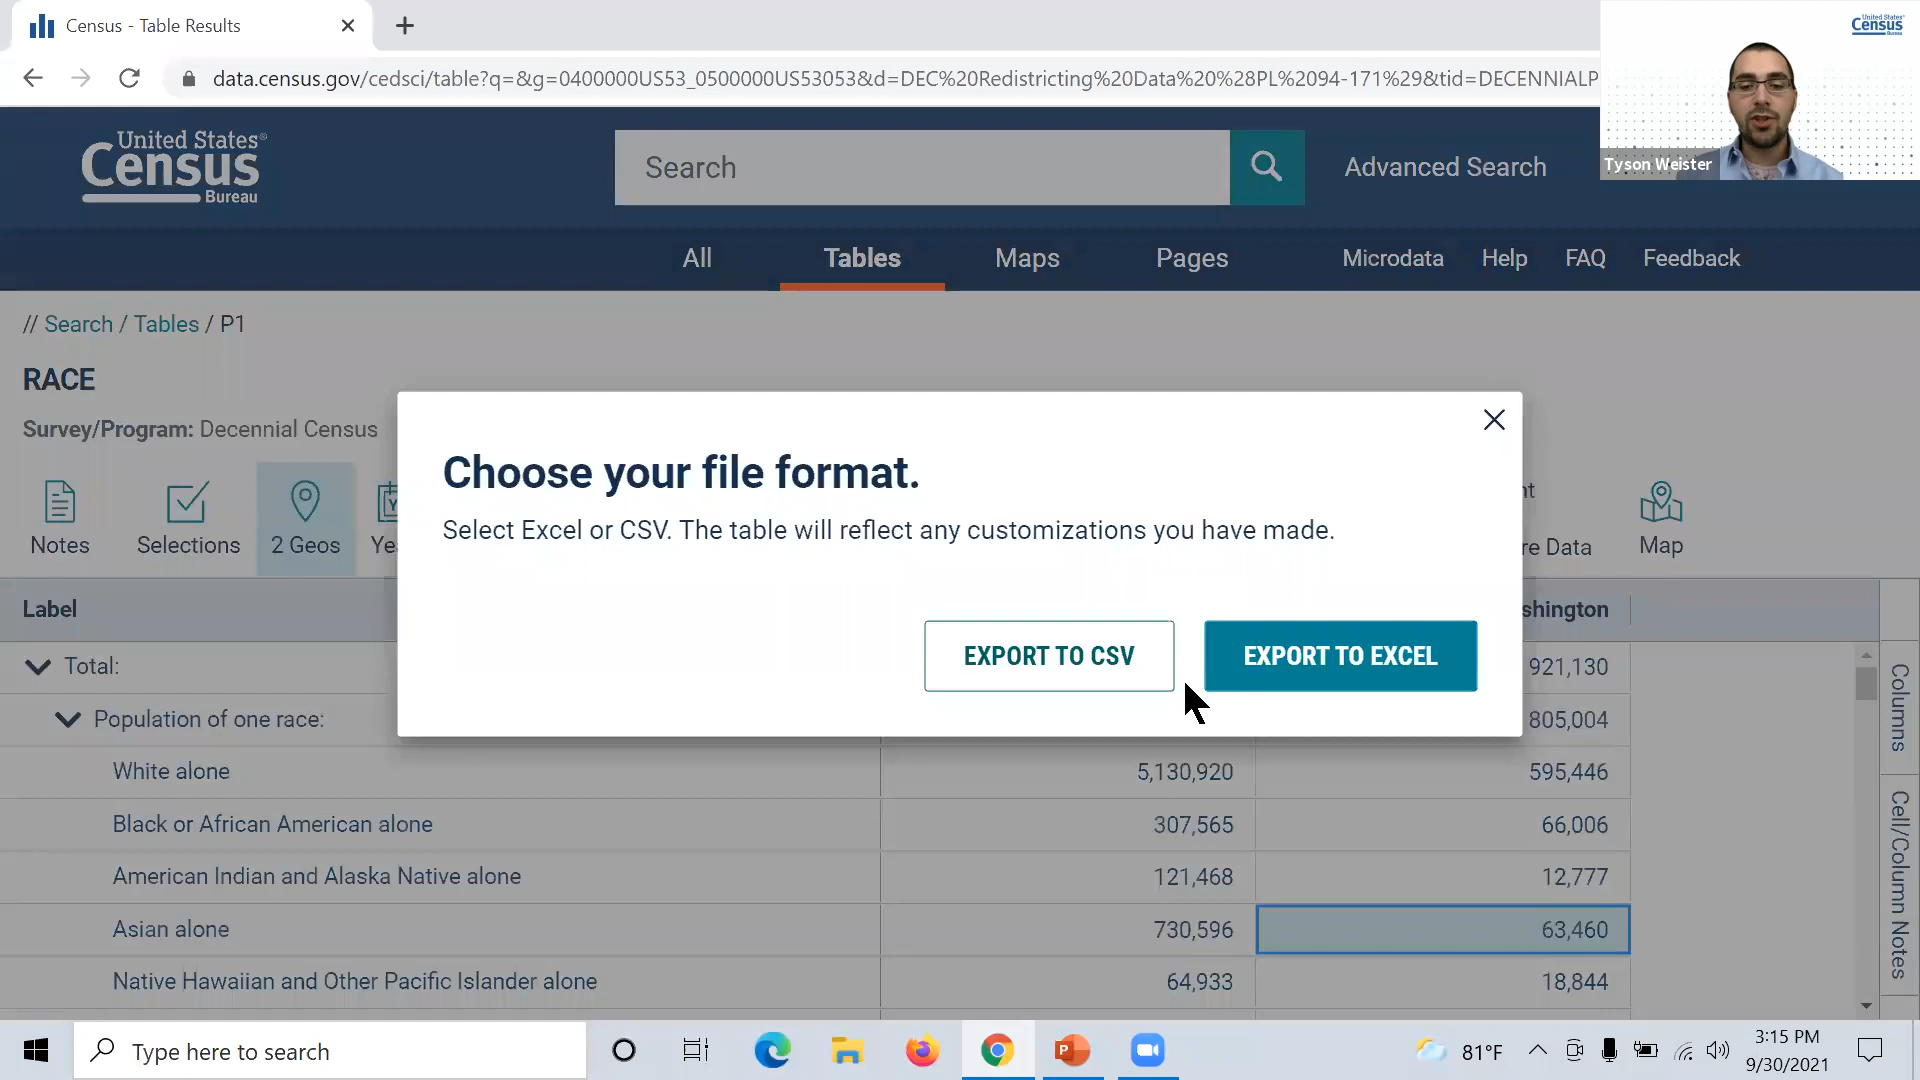 Census - Table Results
data.census.gov/cedsci/table?q=&g=0400000US53_0500000US53053&d=DEC%20Redistricting%20Data%20%28PL%2094-171%29&tid=DECENNIALP
United States
Census
Bureau
Tyson Weister
United States®
Census
Bureau
Search
Advanced Search
All
Tables
Maps
Pages
Microdata
Help
FAQ
Feedback
// Search / Tables / P1
RACE
Survey/Program: Decennial Census
Notes
Selections
2 Geos
Map
Choose your file format.
Select Excel or CSV. The table will reflect any customizations you have made.
EXPORT TO CSV
EXPORT TO EXCEL
re Data
Label
shington
Total:
921,130
Population of one race:
805,004
White alone
5,130,920
595,446
Black or African American alone
307,565
66,006
American Indian and Alaska Native alone
121,468
12,777
Asian alone
730,596
63,460
Native Hawaiian and Other Pacific Islander alone
64,933
18,844
Columns
Cell/Column Notes
Type here to search
81°F
3:15 PM
9/30/2021